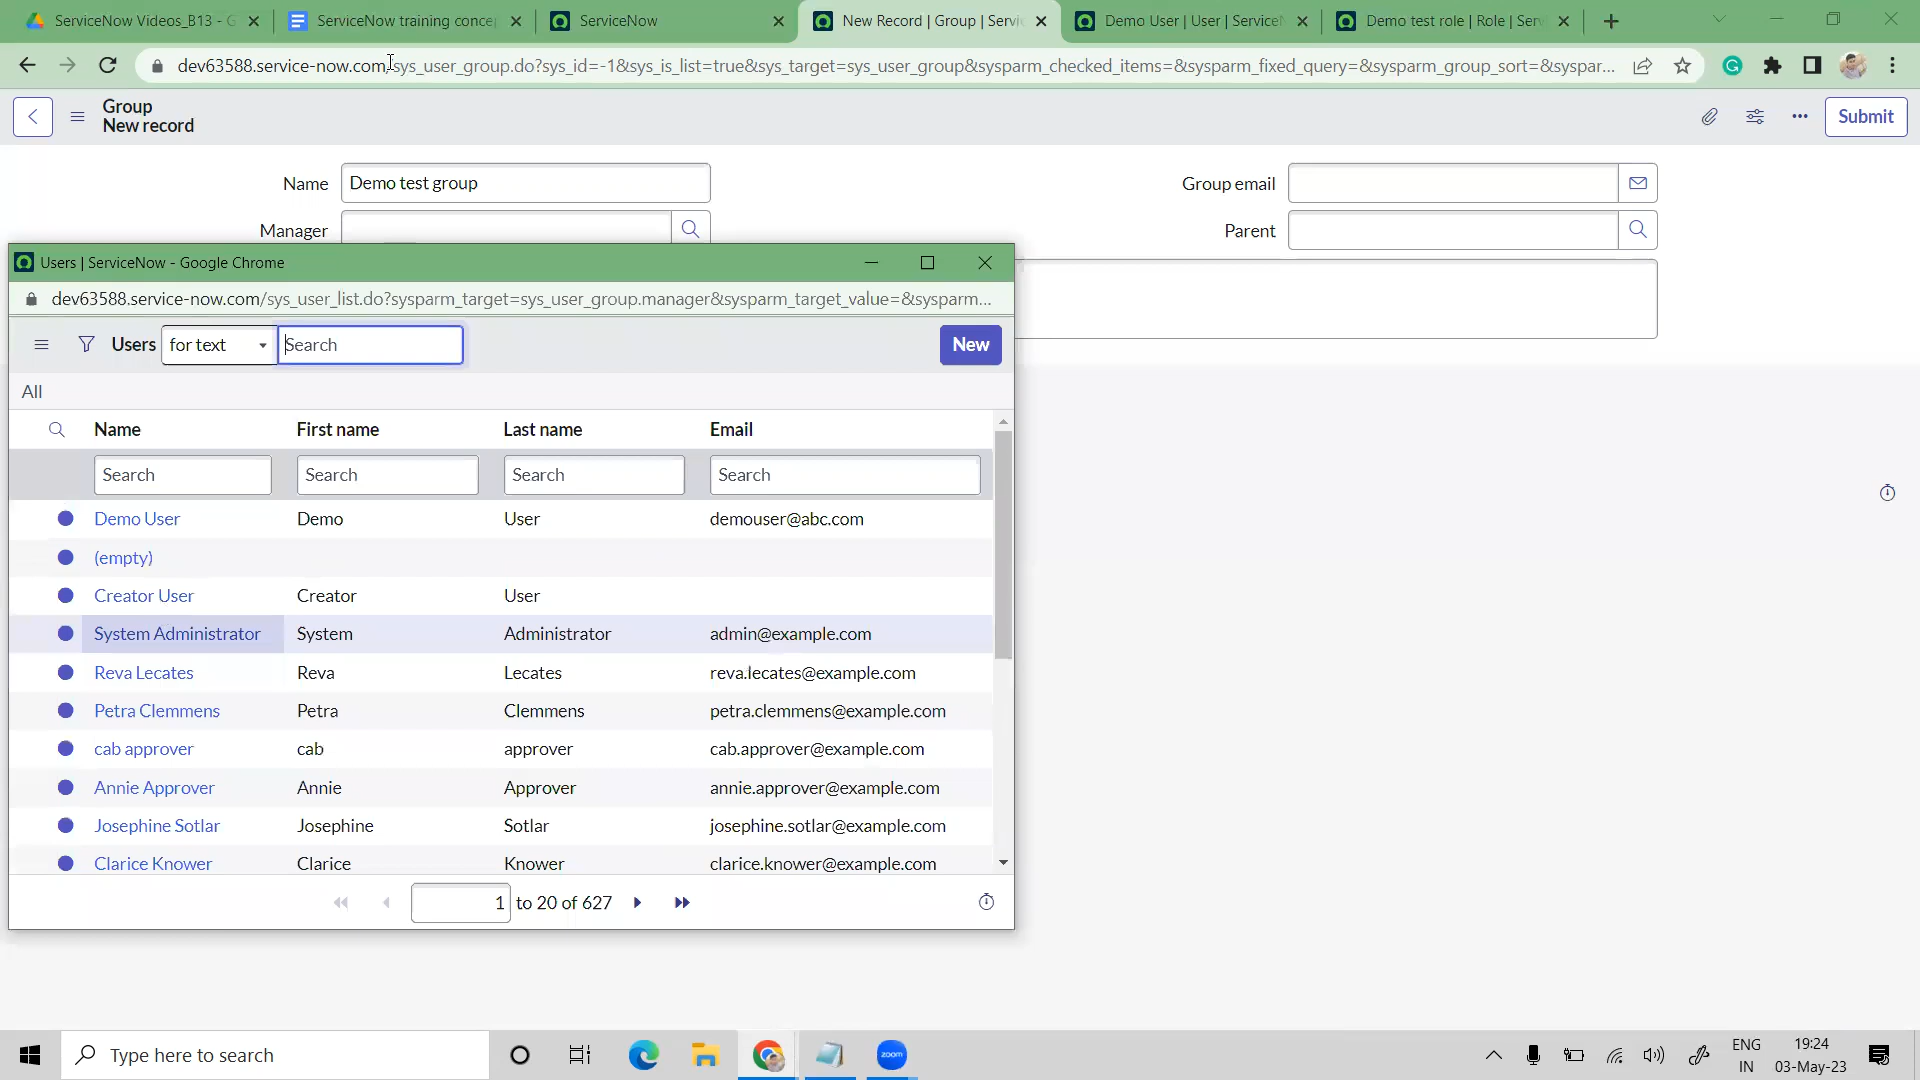 ServiceNow Videos_B13 - G
ServiceNow training conce
ServiceNow
New Record | Group | Servi
Demo User | User | Service
Demo test role | Role | Serv
dev63588.service-now.com/sys_user_group.do?sys_id=-1&sys_is_list=true&sys_target=sys_user_group&sysparm_checked_items=&sysparm_fixed_query=&sysparm_group_sort=&syspar...
Group
New record
Submit
Name Demo test group
Group email
Manager
Parent
Users | ServiceNow - Google Chrome
dev63588.service-now.com/sys_user_list.do?sysparm_target=sys_user_group.manager&sysparm_target_value=&sysparm...
Users for text Search New
All
Name First name Last name Email
Search Search Search Search
Demo User Demo User demouser@abc.com
(empty)
Creator User Creator User
System Administrator System Administrator admin@example.com
Reva Lecates Reva Lecates reva.lecates@example.com
Petra Clemmens Petra Clemmens petra.clemmens@example.com
cab approver cab approver cab.approver@example.com
Annie Approver Annie Approver annie.approver@example.com
Josephine Sotlar Josephine Sotlar josephine.sotlar@example.com
Clarice Knower Clarice Knower clarice.knower@example.com
1 to 20 of 627
Type here to search
zoom
ENG
IN
19:24
03-May-23